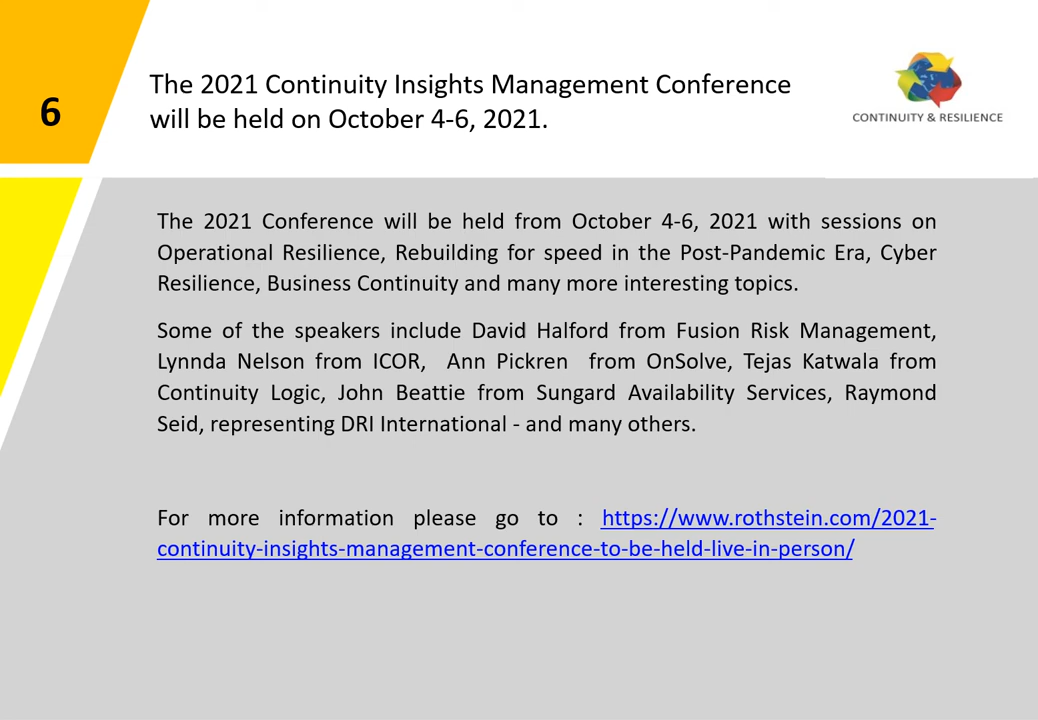 6
The 2021 Continuity Insights Management Conference
will be held on October 4-6, 2021.
CONTINUITY & RESILIENCE
The 2021 Conference will be held from October 4-6, 2021 with sessions on
Operational Resilience, Rebuilding for speed in the Post-Pandemic Era, Cyber
Resilience, Business Continuity and many more interesting topics.
Some of the speakers include David Halford from Fusion Risk Management,
Lynnda Nelson from ICOR, Ann Pickren from OnSolve, Tejas Katwala from
Continuity Logic, John Beattie from Sungard Availability Services, Raymond
Seid, representing DRI International - and many others.
For more information please go to : https://www.rothstein.com/2021-
continuity-insights-management-conference-to-be-held-live-in-person/